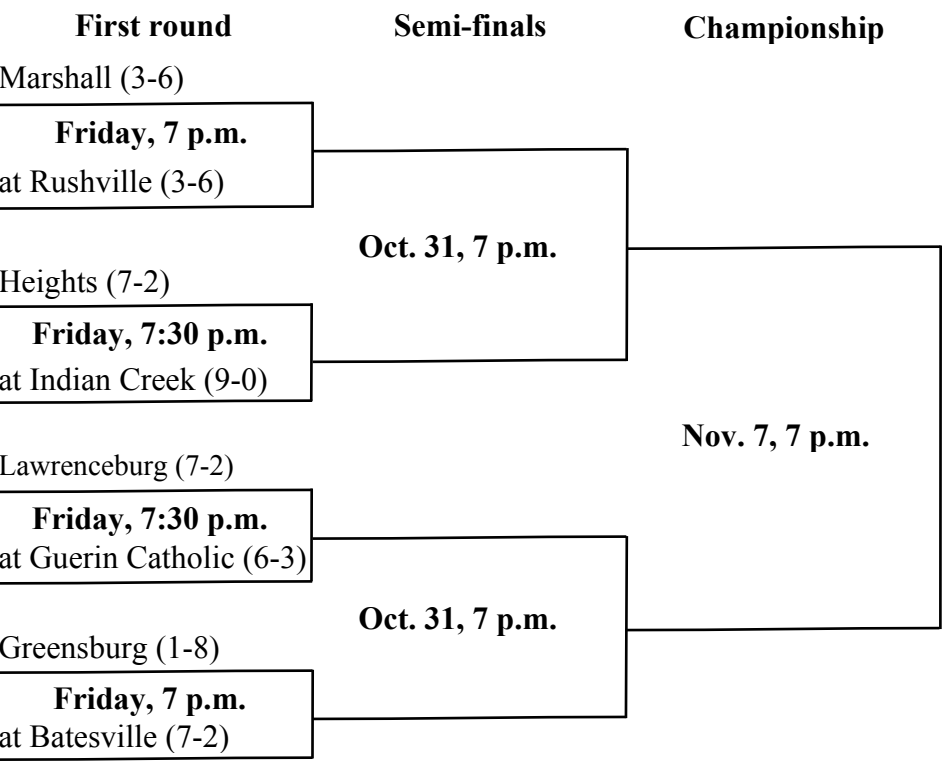 First round
Semi-finals
Championship
Marshall (3-6)
Friday, 7 p.m.
at Rushville (3-6)
Oct. 31, 7 p.m.
Heights (7-2)
Friday, 7:30 p.m.
at Indian Creek (9-0)
Nov. 7, 7 p.m.
Lawrenceburg (7-2)
Friday, 7:30 p.m.
at Guerin Catholic (6-3)
Oct. 31, 7 p.m.
Greensburg (1-8)
Friday, 7 p.m.
at Batesville (7-2)